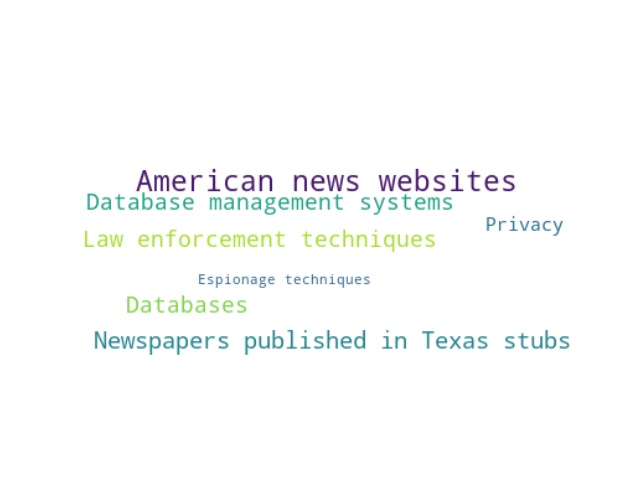 American news websites
Database management systems
Privacy
Law enforcement techniques
Espionage techniques
Databases
Newspapers published in Texas stubs